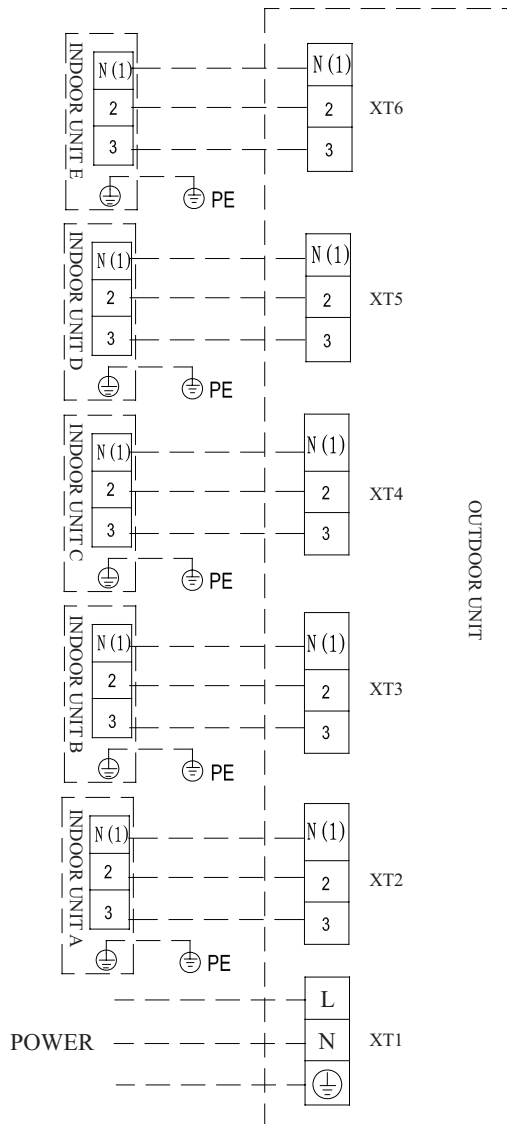 INDOOR UNIT E
N (1)
2
3
PE
N (1)
2
3
XT6
INDOOR UNIT D
N (1)
2
3
PE
N (1)
2
3
XT5
INDOOR UNIT C
N (1)
2
3
PE
N (1)
2
3
XT4
OUTDOOR UNIT
INDOOR UNIT B
N (1)
2
3
PE
N (1)
2
3
XT3
INDOOR UNIT A
N (1)
2
3
PE
N (1)
2
3
XT2
POWER
L
N
XT1